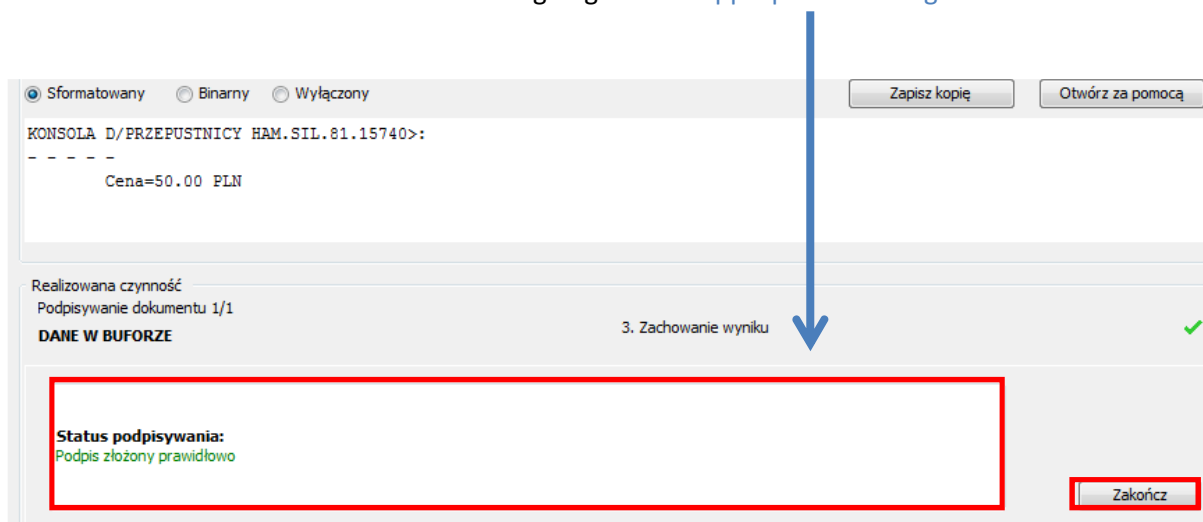 Sformatowany Binarny Wyłączony Zapisz kopię Otwórz za pomocą
KONSOLA D/PRZEPUSTNICY HAM.SIL.81.15740>:
- - - - -
Cena=50.00 PLN
Realizowana czynność
Podpisywanie dokumentu 1/1
DANE W BUFORZE
3. Zachowanie wyniku
Status podpisywania:
Podpis złożony prawidłowo
Zakończ